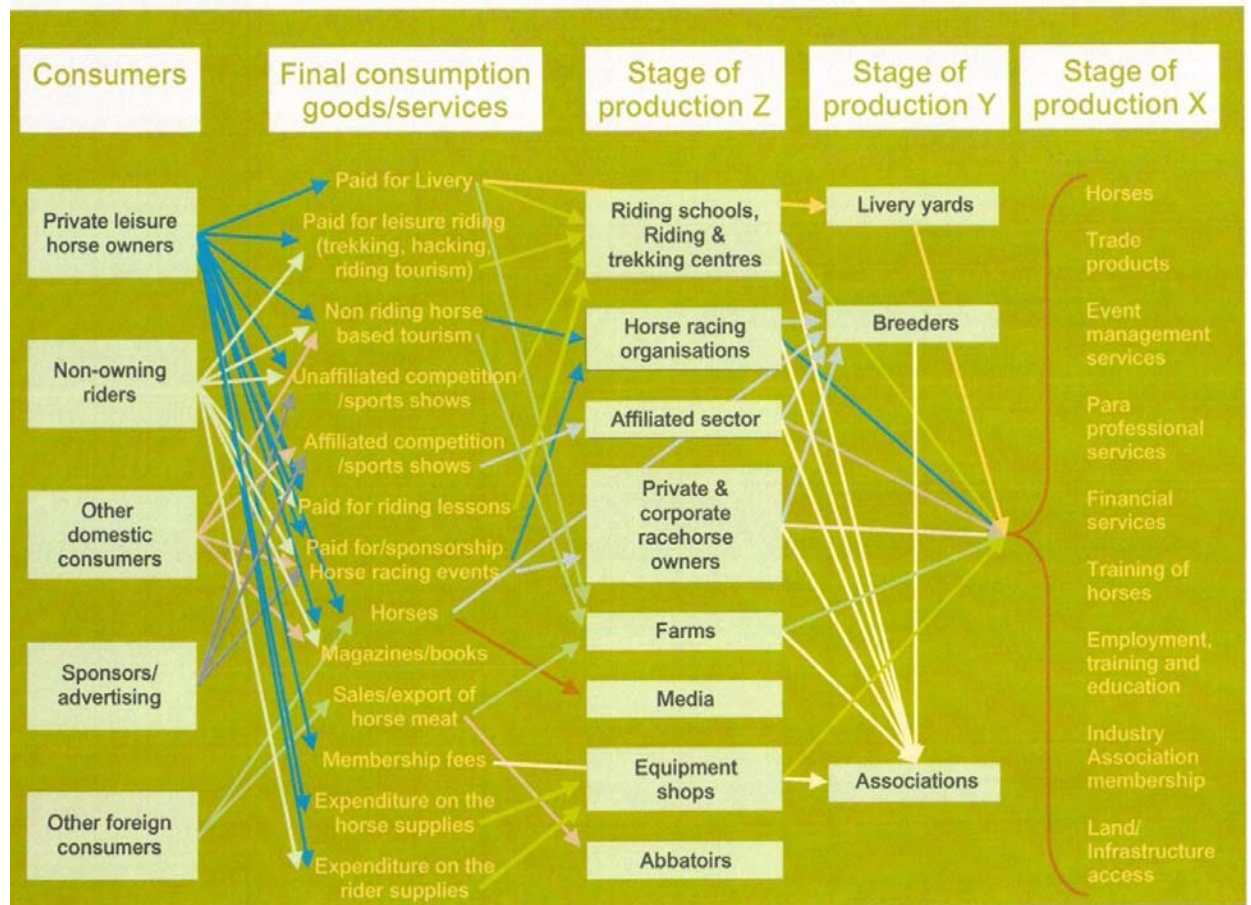 Consumers
Final consumption
goods/services
Stage of
production Z
Stage of
production Y
Stage of
production X
Private leisure
horse owners
Non-owning
riders
Other
domestic
consumers
Sponsors/
advertising
Other foreign
consumers
Paid for Livery
Paid for leisure riding
(trekking, hacking,
riding tourism)
Non riding horse
based tourism
Unaffiliated competition
/sports shows
Affiliated competition
/sports shows
Paid for riding lessons
Paid for/sponsorship
Horse racing events
Horses
Magazines/books
Sales/export of
horse meat
Membership fees
Expenditure on the
horse supplies
Expenditure on the
rider supplies
Riding schools,
Riding &
trekking centres
Horse racing
organisations
Affiliated sector
Private &
corporate
racehorse
owners
Farms
Media
Equipment
shops
Abbatoirs
Livery yards
Breeders
Associations
Horses
Trade
products
Event
management
services
Para
professional
services
Financial
services
Training of
horses
Employment,
training and
education
Industry
Association
membership
Land/
Infrastructure
access